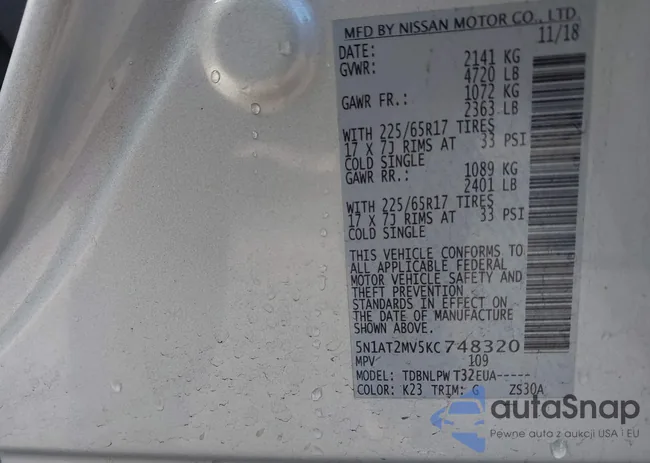 MFD BY NISSAN MOTOR CO., LTD.
DATE: 11/18
GVWR: 2141 KG
4720 LB
GAWR FR.: 1072 KG
2363 LB
WITH 225/65R17 TIRES
17 X 7J RIMS AT 33 PSI
COLD SINGLE
GAWR RR.: 1089 KG
2401 LB
WITH 225/65R17 TIRES
17 X 7J RIMS AT 33 PSI
COLD SINGLE
THIS VEHICLE CONFORMS TO
ALL APPLICABLE FEDERAL
MOTOR VEHICLE SAFETY AND
THEFT PREVENTION
STANDARDS IN EFFECT ON
THE DATE OF MANUFACTURE
SHOWN ABOVE.
5N1AT2MV5KC748320
MPV 109
MODEL: TDBNLPW T32EUA-----
COLOR: K23 TRIM: G ZS30A
autoSnap
Pewne auta z aukcji USA i EU